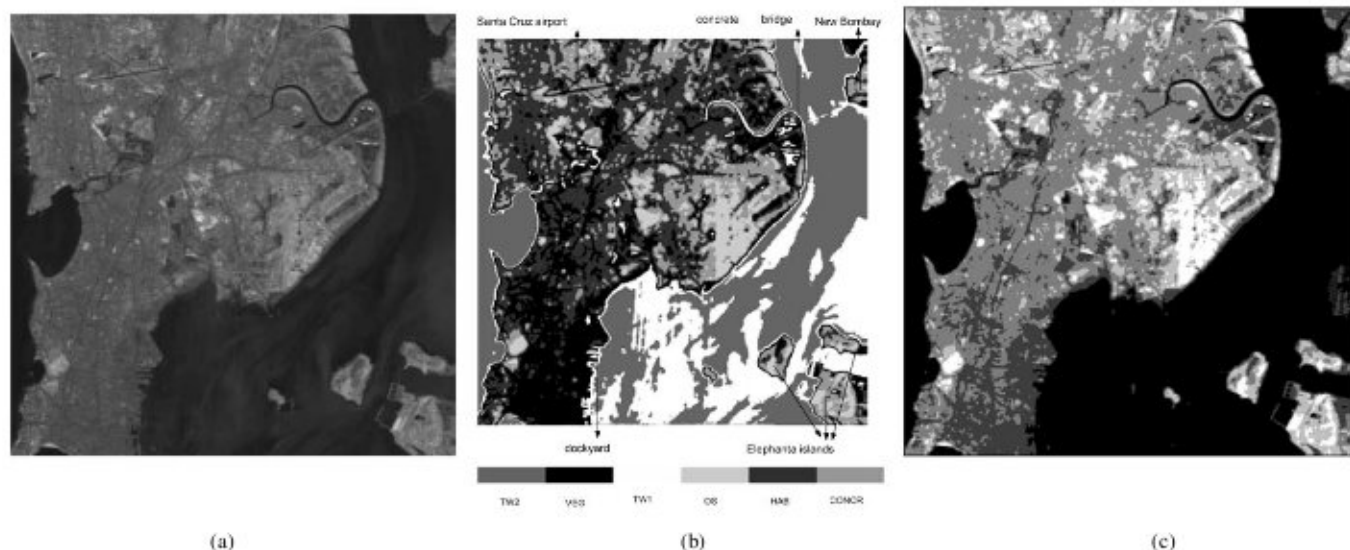 Santa Cruz airport concrete bridge New Bombay
dockyard Elephanta islands
TW2 VEG TW1 OS HAB CONCR
(a) (b) (c)